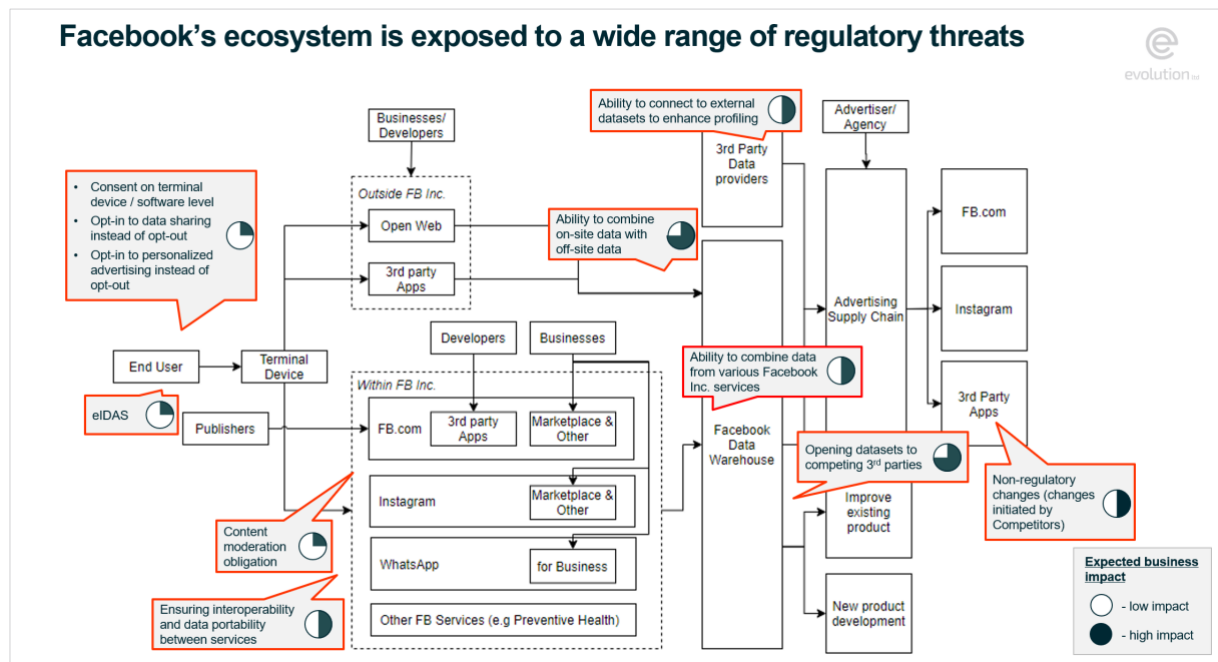 Facebook's ecosystem is exposed to a wide range of regulatory threats
evolution
Businesses/
Developers
Ability to connect to external
datasets to enhance profiling
Advertiser/
Agency
3rd Party
Data
providers
• Consent on terminal
device / software level
• Opt-in to data sharing
instead of opt-out
• Opt-in to personalized
advertising instead of
opt-out
Outside FB Inc.
Open Web
3rd party
Apps
Ability to combine
on-site data with
off-site data
FB.com
Advertising
Supply Chain
Instagram
3rd Party
Apps
Developers
Businesses
End User
Terminal
Device
Ability to combine data
from various Facebook
Inc. services
eIDAS
Publishers
Within FB Inc.
FB.com
3rd party
Apps
Marketplace &
Other
Facebook
Data
Warehouse
Opening datasets to
competing 3rd parties
Non-regulatory
changes (changes
initiated by
Competitors)
Instagram
Marketplace &
Other
Improve
existing
product
Content
moderation
obligation
WhatsApp
for Business
Ensuring interoperability
and data portability
between services
Other FB Services (e.g Preventive Health)
New product
development
Expected business
impact
- low impact
- high impact